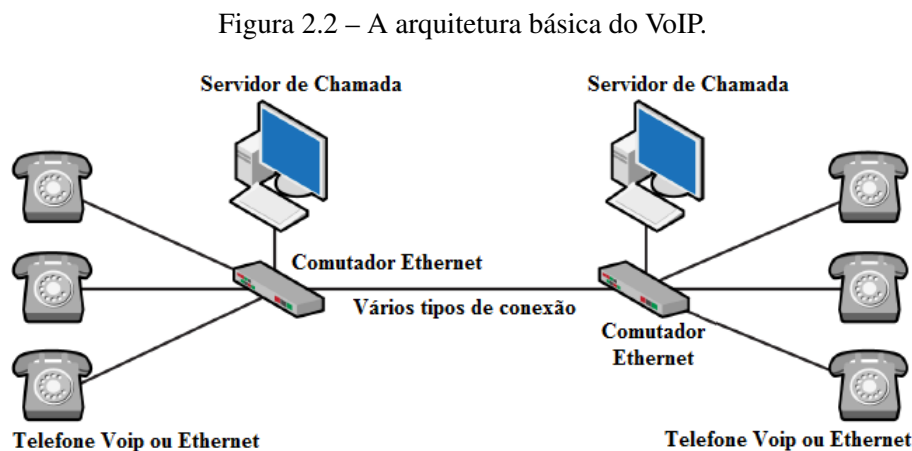 Figura 2.2 – A arquitetura básica do VoIP.
Servidor de Chamada
Servidor de Chamada
Comutador Ethernet
Vários tipos de conexão
Comutador
Ethernet
Telefone Voip ou Ethernet
Telefone Voip ou Ethernet